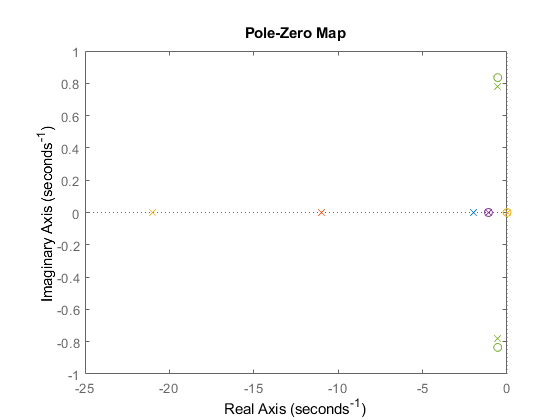 Pole-Zero Map
1
0.8
0.6
0.4
0.2
0
-0.2
-0.4
-0.6
-0.8
-1
Imaginary Axis (seconds⁻¹)
-25 -20 -15 -10 -5 0
Real Axis (seconds⁻¹)